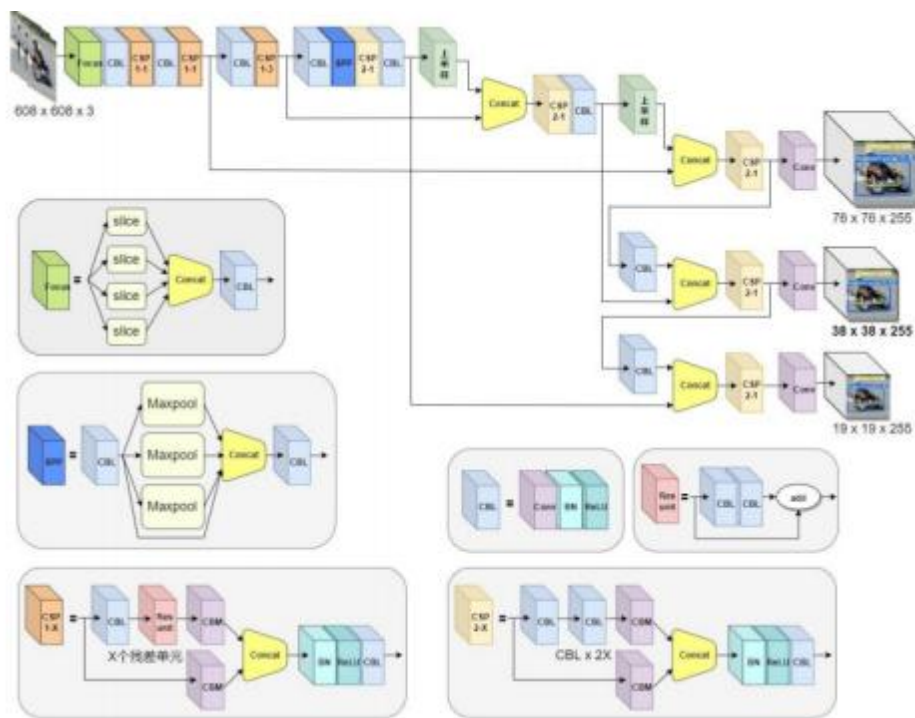 608 x 608 x 3
Focus CBL CSP 1-1 CBL CSP 1-1
CBL CSP 1-3
CBL SPP CSP 2-1 CBL
上采样
Concat
CSP 2-1 CBL
上采样
Concat
CSP 2-1
Conv
76 x 76 x 255
CBL
Concat
CSP 2-1
Conv
38 x 38 x 255
CBL
Concat
CSP 2-1
Conv
19 x 19 x 255
Focus =
slice
slice
slice
slice
Concat
CBL
SPP = CBL
Maxpool
Maxpool
Maxpool
Concat
CBL
CBL = Conv BN ReLU
Res unit = CBL CBL add
CSP 1-X = CBL Res unit CBM
X个残差单元
CBM
Concat
BN ReLU CBL
CSP 2-X = CBL CBL CBM
CBL x 2X
CBM
Concat
BN ReLU CBL